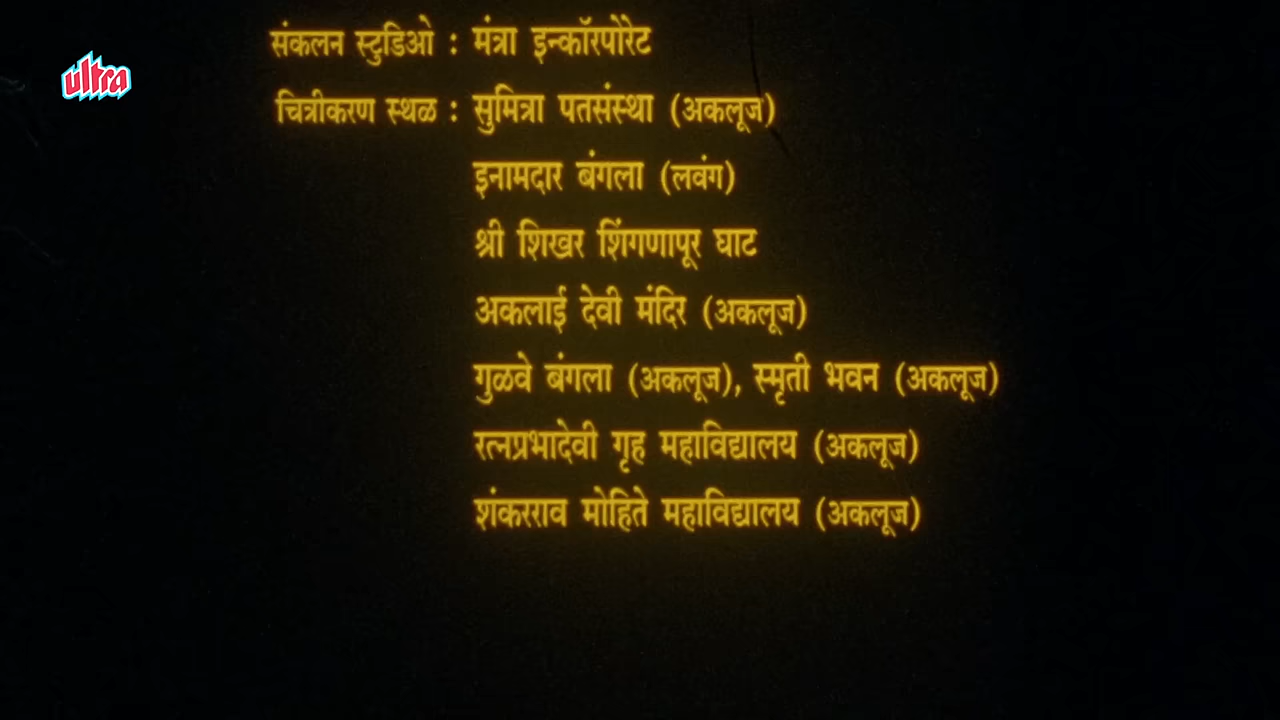 ultra
संकलन स्टुडिओ : मंत्रा इन्कॉरपोरेट
चित्रीकरण स्थळ : सुमित्रा पतसंस्था (अकलूज)
इनामदार बंगला (लवंग)
श्री शिखर शिंगणापूर घाट
अकलाई देवी मंदिर (अकलूज)
गुळवे बंगला (अकलूज), स्मृती भवन (अकलूज)
रत्नप्रभादेवी गृह महाविद्यालय (अकलूज)
शंकरराव मोहिते महाविद्यालय (अकलूज)